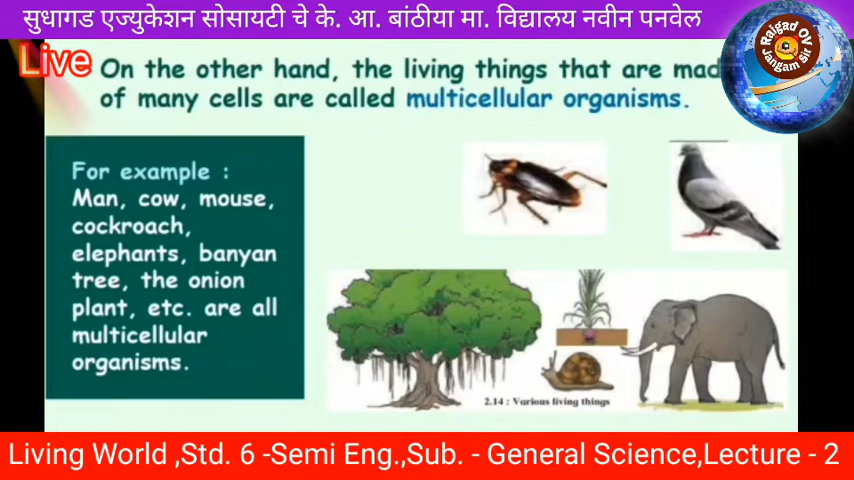 सुधागड एज्युकेशन सोसायटी चे के. आ. बांठीया मा. विद्यालय नवीन पनवेल
Live
Raigad OV
Trangam Sir
On the other hand, the living things that are mad
of many cells are called multicellular organisms.
For example :
Man, cow, mouse,
cockroach,
elephants, banyan
tree, the onion
plant, etc. are all
multicellular
organisms.
2.14 : Various living things
Living World ,Std. 6 -Semi Eng.,Sub. - General Science,Lecture - 2